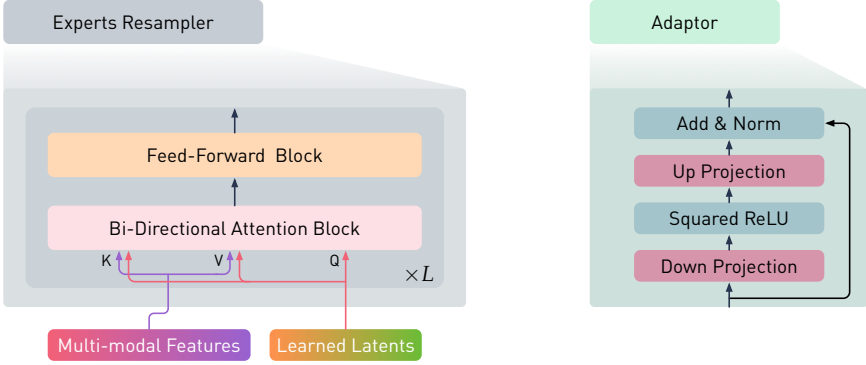 Experts Resampler
Adaptor
Add & Norm
Feed-Forward Block
Up Projection
Squared ReLU
Bi-Directional Attention Block
K
V
Q
Down Projection
×L
Multi-modal Features
Learned Latents